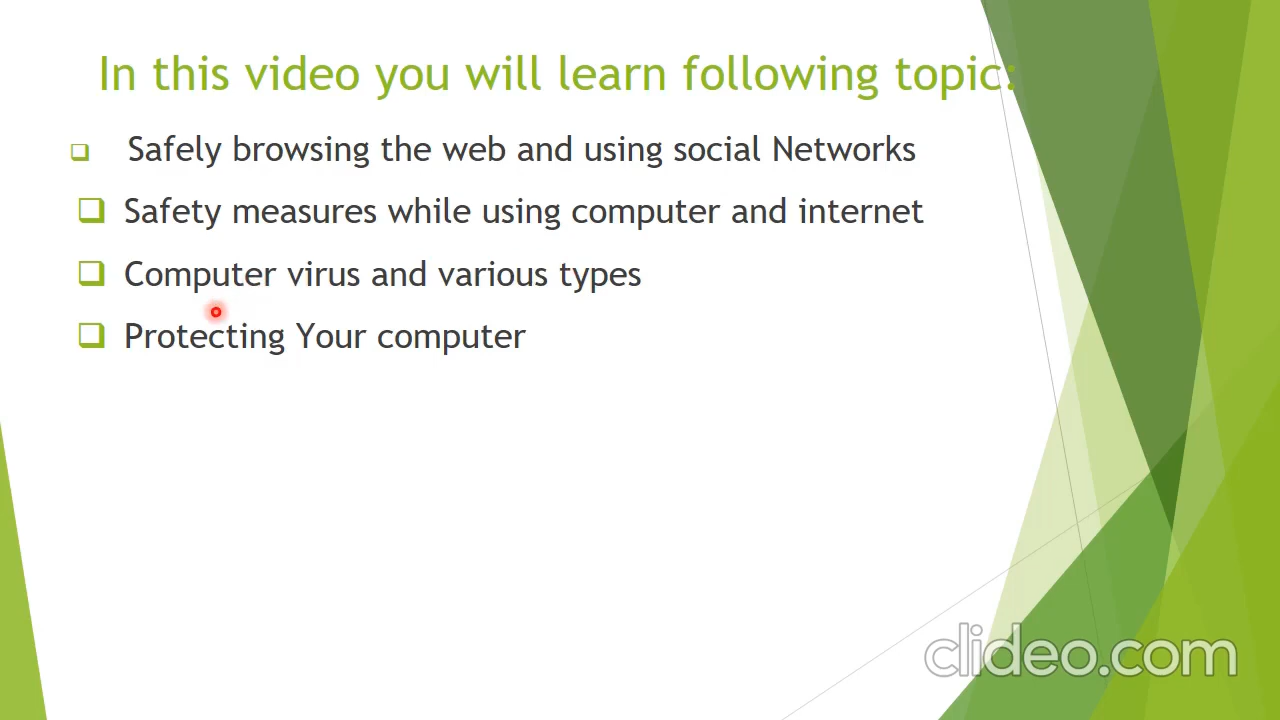 In this video you will learn following topic:
Safely browsing the web and using social Networks
Safety measures while using computer and internet
Computer virus and various types
Protecting Your computer
clideo.com